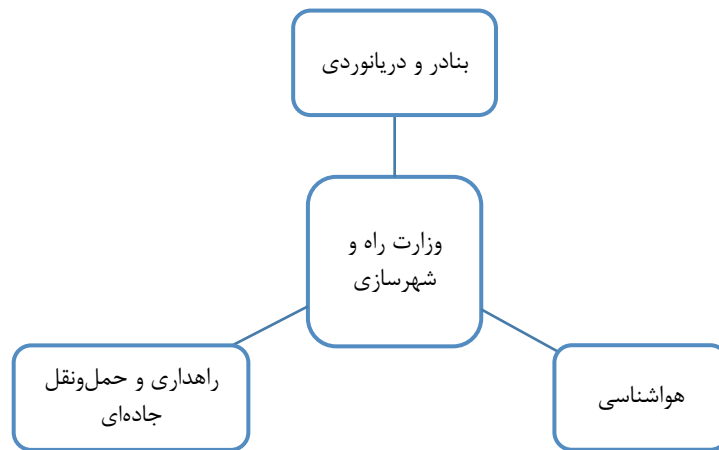 بنادر و دریانوردی
وزارت راه و
شهرسازی
راهداری و حمل‌ونقل
جاده‌ای
هواشناسی